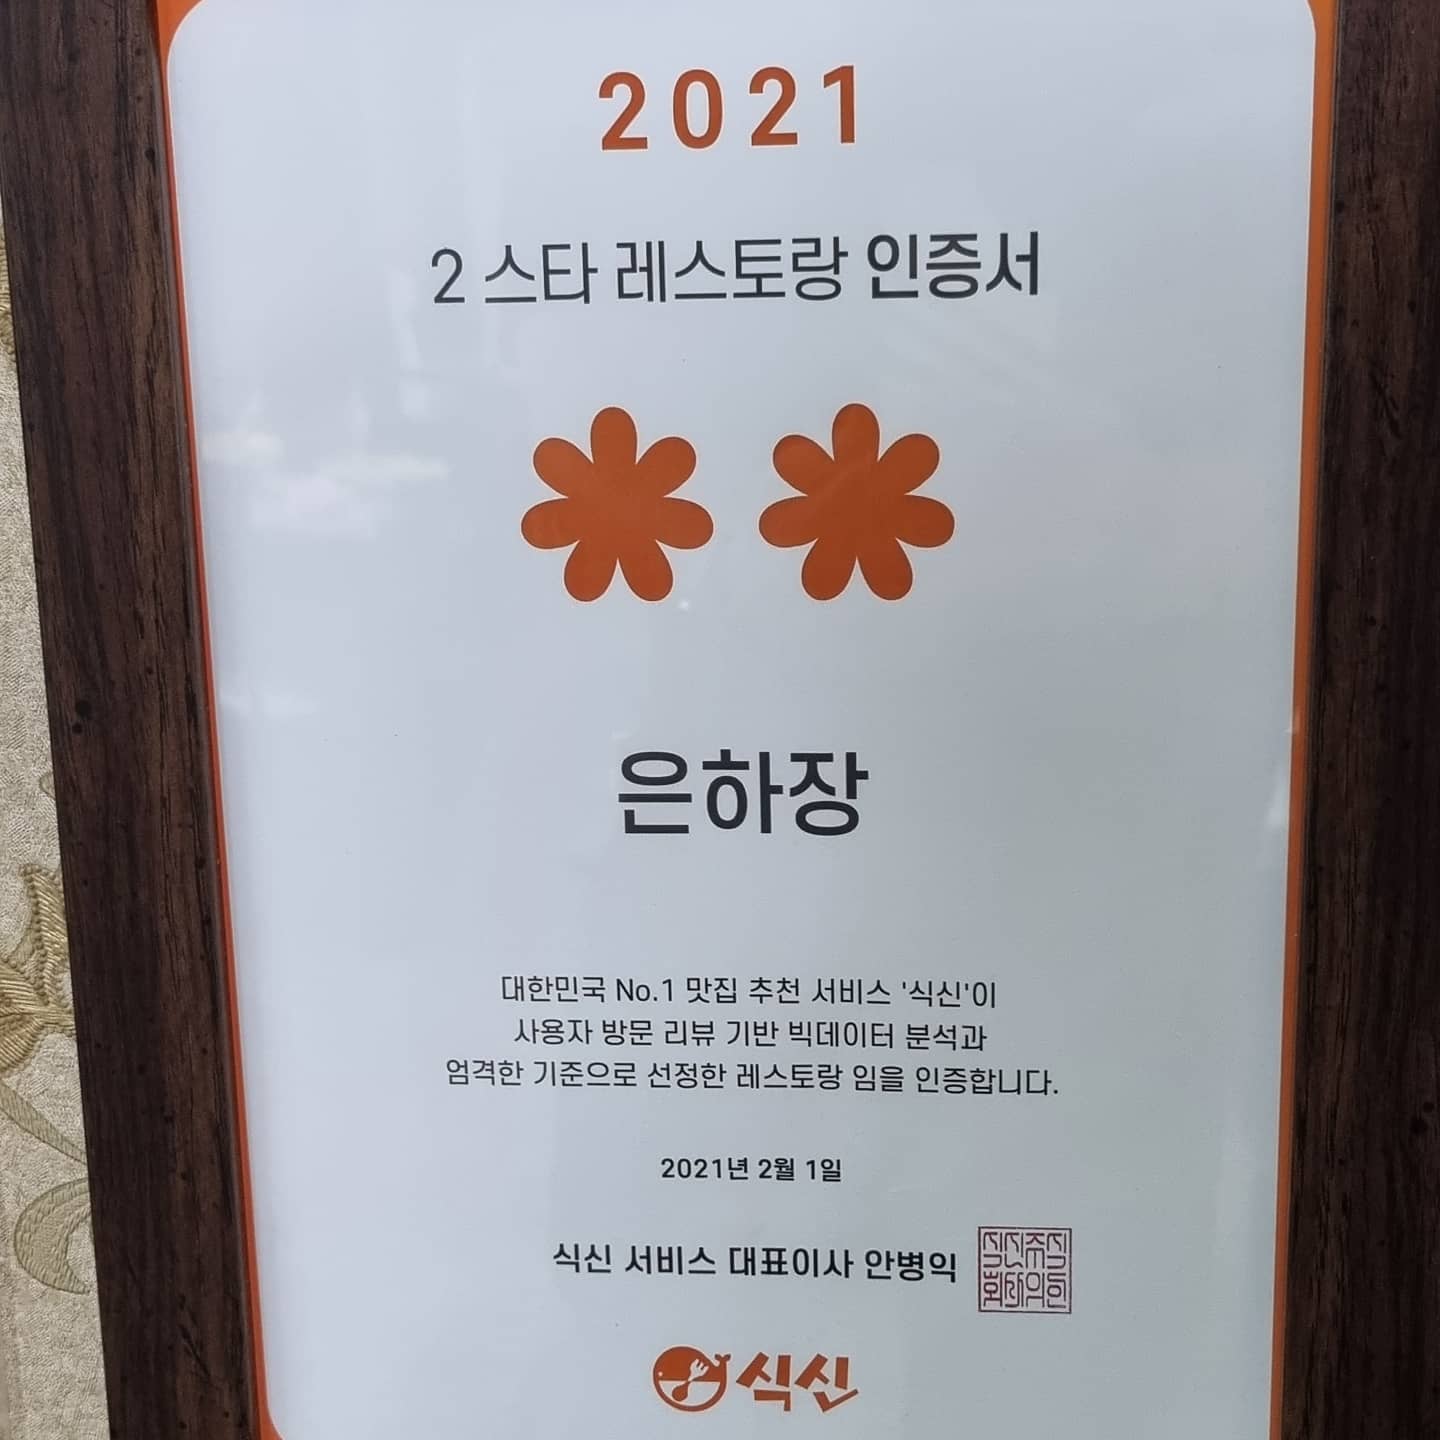 2021
2 스타 레스토랑 인증서
은하장
대한민국 No.1 맛집 추천 서비스 '식신'이
사용자 방문 리뷰 기반 빅데이터 분석과
엄격한 기준으로 선정한 레스토랑 임을 인증합니다.
2021년 2월 1일
식신 서비스 대표이사 안병익
식신